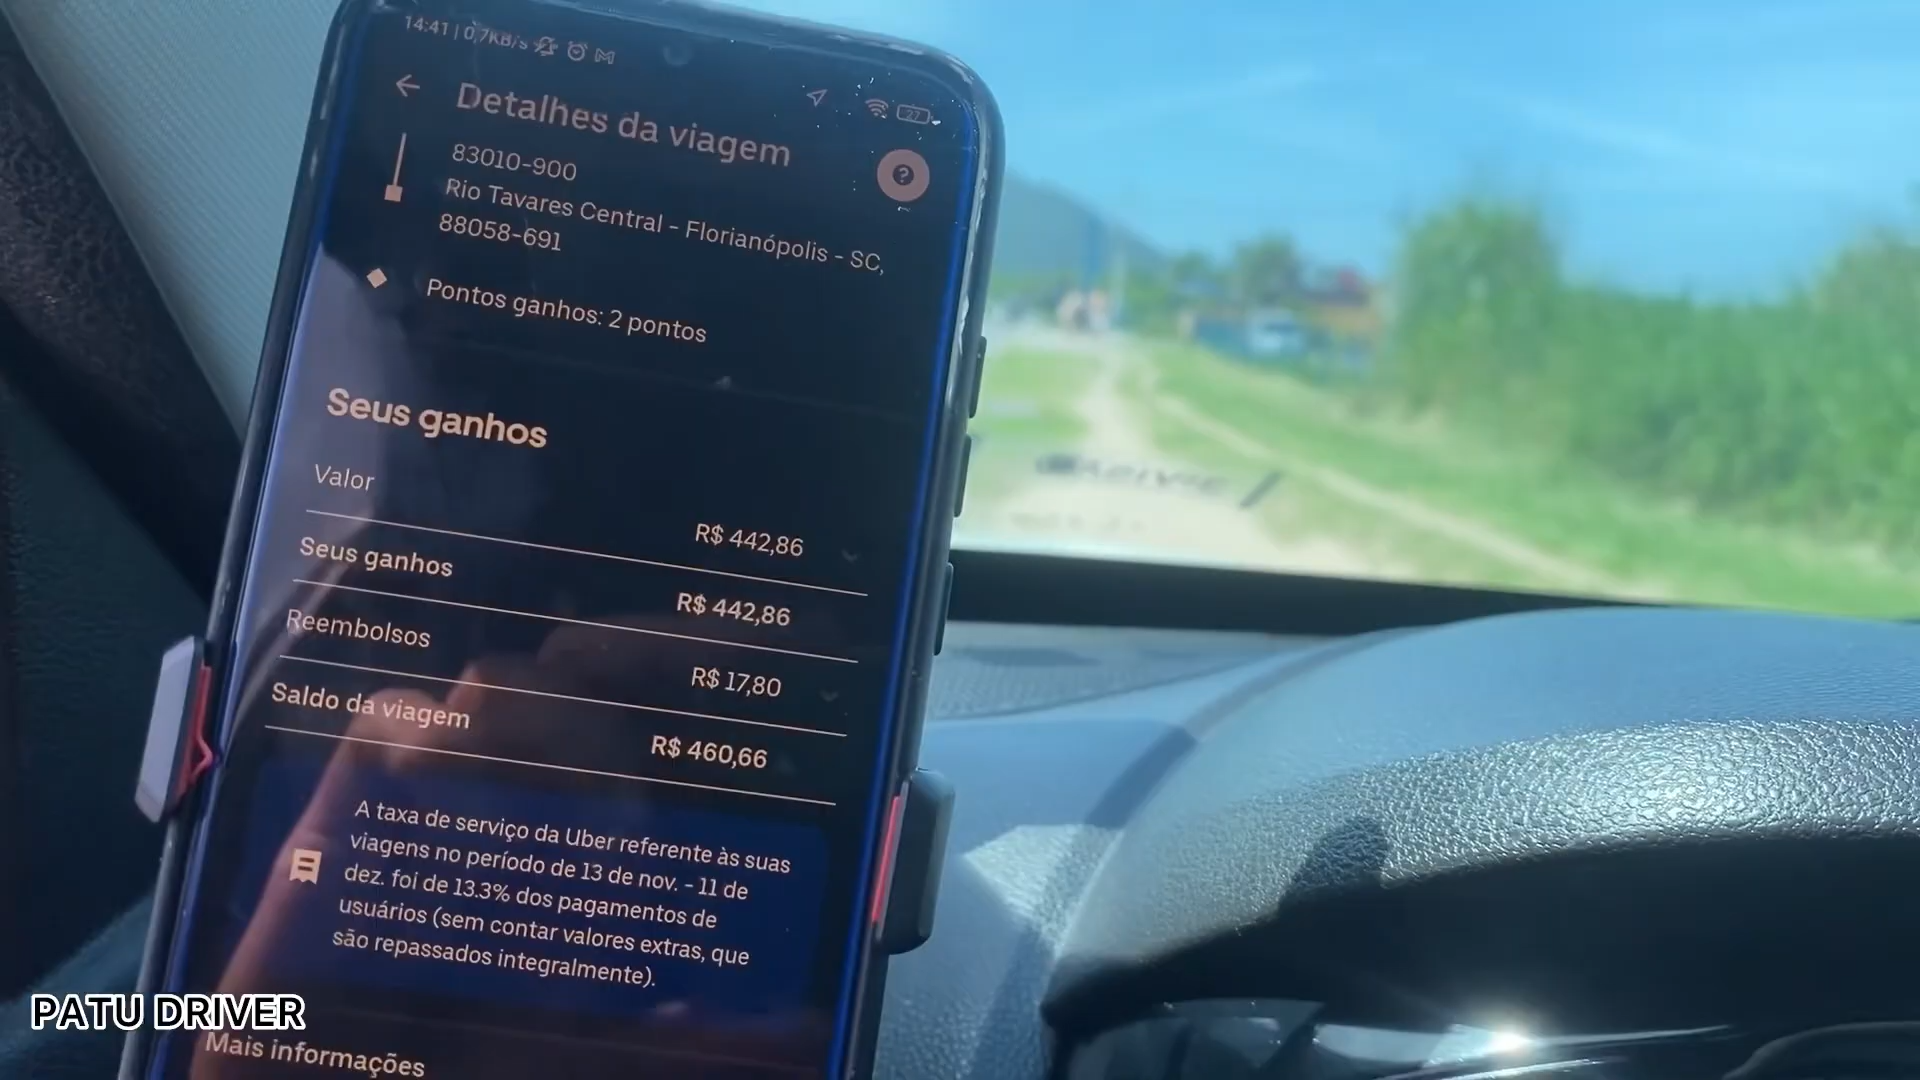 14:41 | 0,7KB/s
27
Detalhes da viagem
83010-900
Rio Tavares Central - Florianópolis - SC,
88058-691
Pontos ganhos: 2 pontos
Seus ganhos
Valor
R$ 442,86
Seus ganhos
R$ 442,86
Reembolsos
R$ 17,80
Saldo da viagem
R$ 460,66
A taxa de serviço da Uber referente às suas
viagens no período de 13 de nov. - 11 de
dez. foi de 13.3% dos pagamentos de
usuários (sem contar valores extras, que
são repassados integralmente).
Mais informações
PATU DRIVER